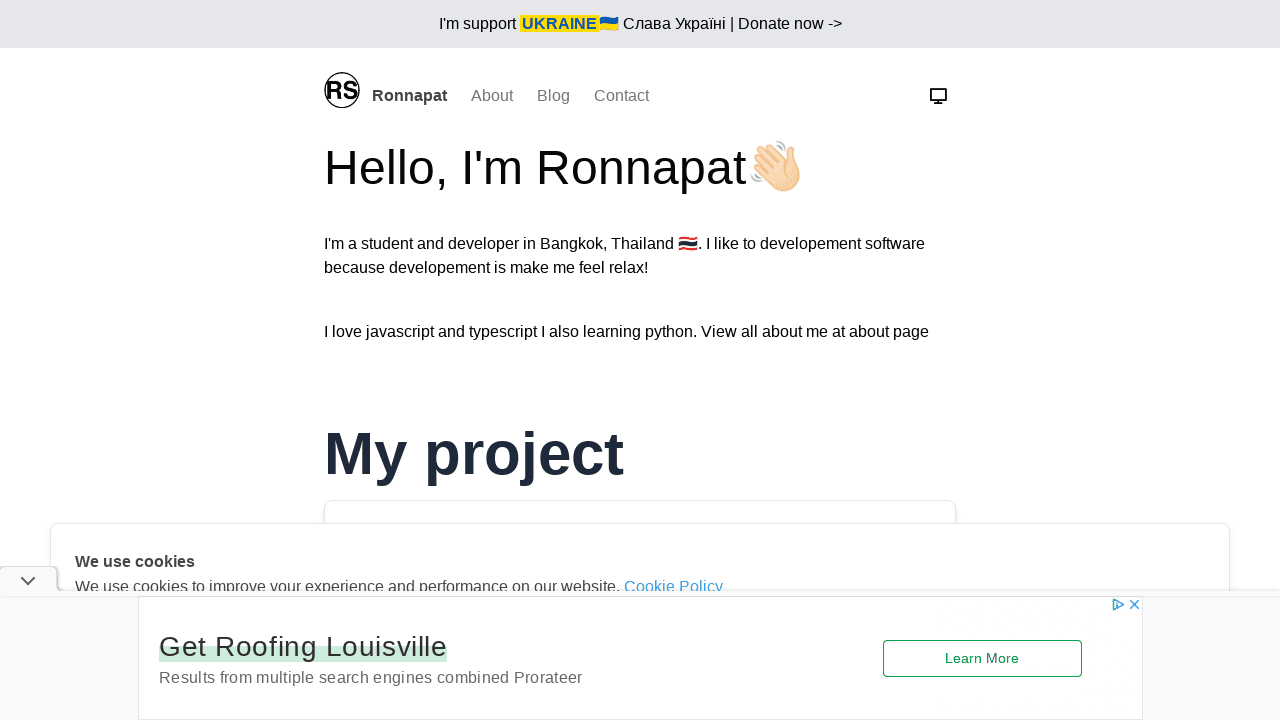 I'm support UKRAINE🇺🇦 Слава Україні | Donate now ->
RS Ronnapat About Blog Contact
Hello, I'm Ronnapat👋🏻
I'm a student and developer in Bangkok, Thailand 🇹🇭. I like to developement software
because developement is make me feel relax!
I love javascript and typescript I also learning python. View all about me at about page
My project
We use cookies
We use cookies to improve your experience and performance on our website. Cookie Policy
Get Roofing Louisville
Results from multiple search engines combined Prorateer
Learn More